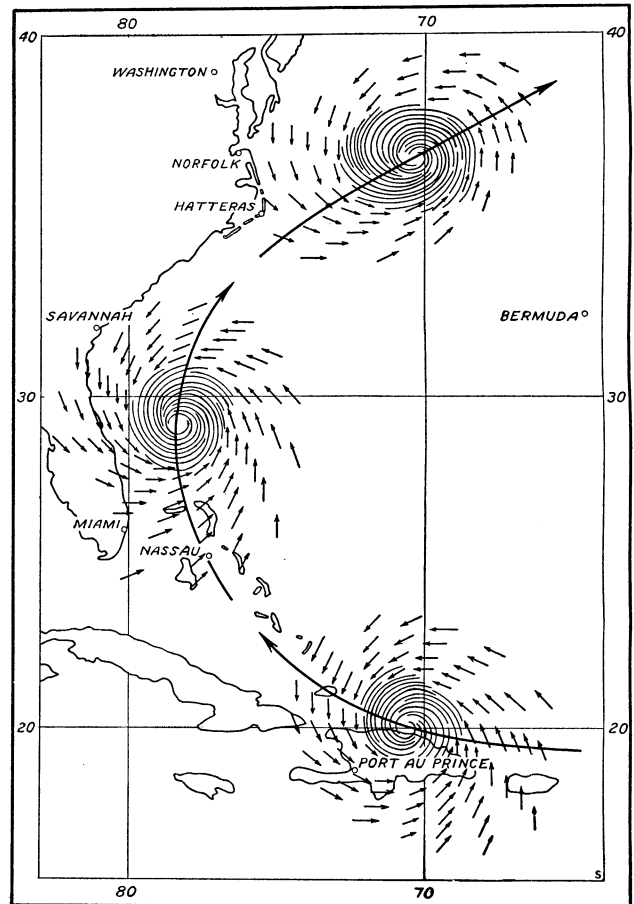 80 70
40 40
WASHINGTON
NORFOLK
HATTERAS
SAVANNAH
BERMUDA
30 30
MIAMI
NASSAU
20 20
PORT AU PRINCE
S
80 70